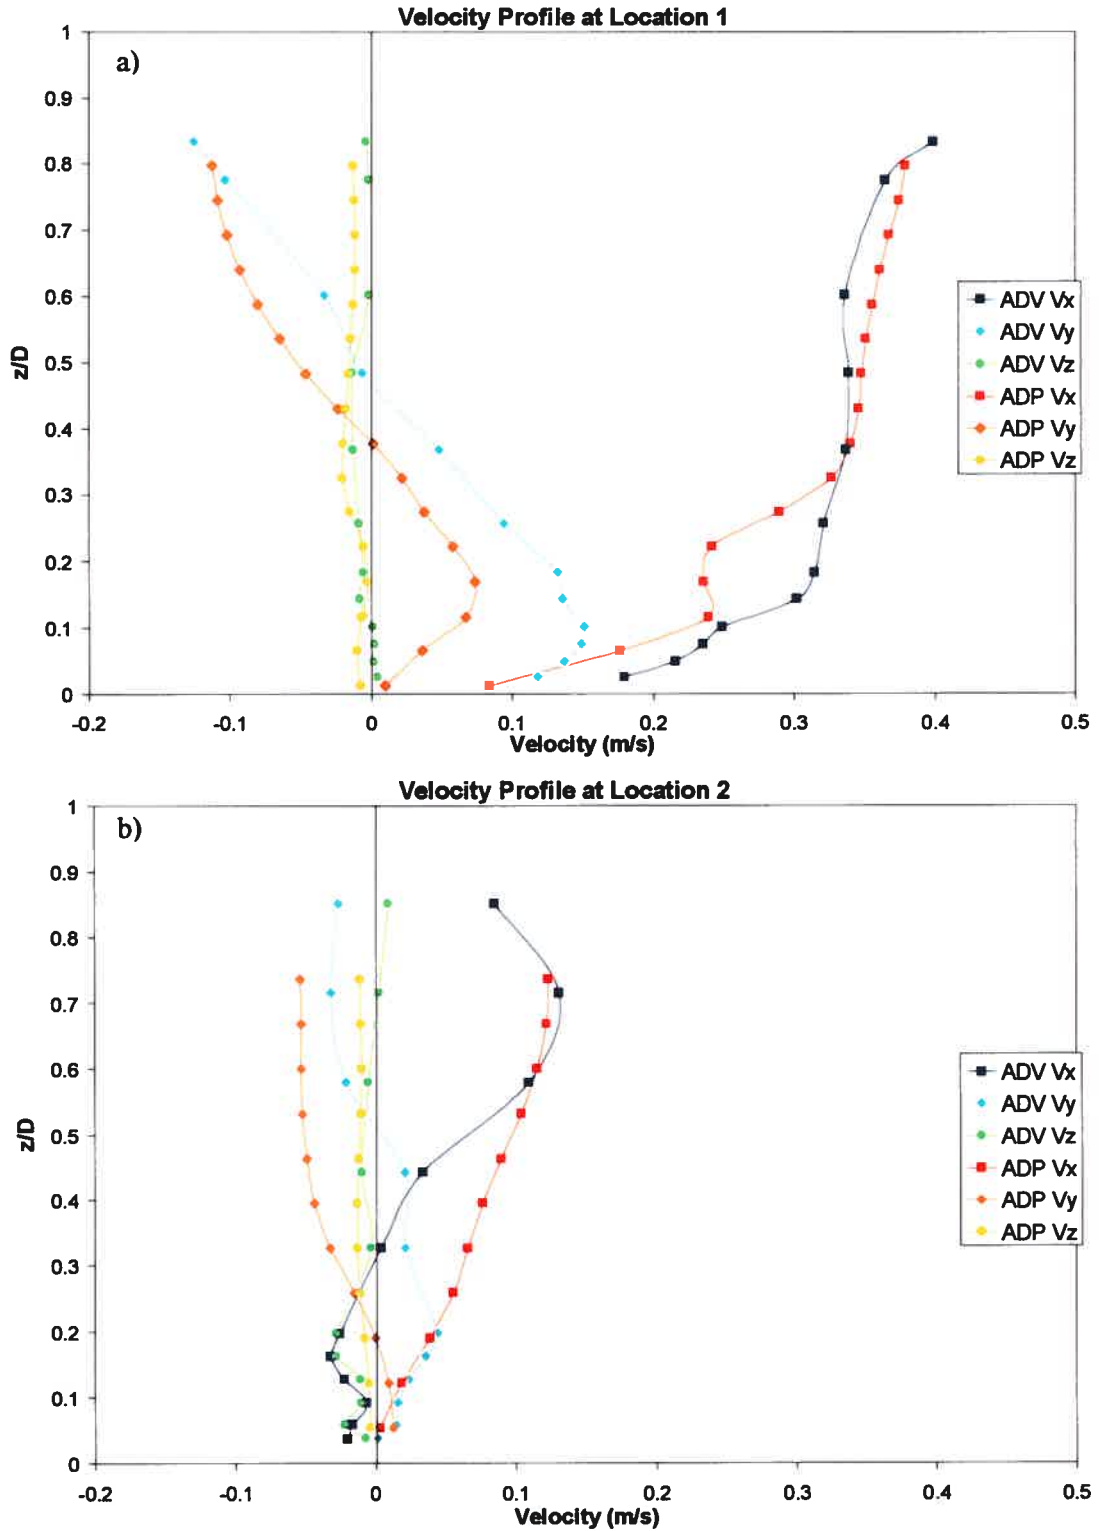 Velocity Profile at Location 1
a)
1
0.9
0.8
0.7
0.6
0.5
0.4
0.3
0.2
0.1
0
z/D
-0.2 -0.1 0 0.1 0.2 0.3 0.4 0.5
Velocity (m/s)
ADV Vx
ADV Vy
ADV Vz
ADP Vx
ADP Vy
ADP Vz
Velocity Profile at Location 2
b)
1
0.9
0.8
0.7
0.6
0.5
0.4
0.3
0.2
0.1
0
z/D
-0.2 -0.1 0 0.1 0.2 0.3 0.4 0.5
Velocity (m/s)
ADV Vx
ADV Vy
ADV Vz
ADP Vx
ADP Vy
ADP Vz